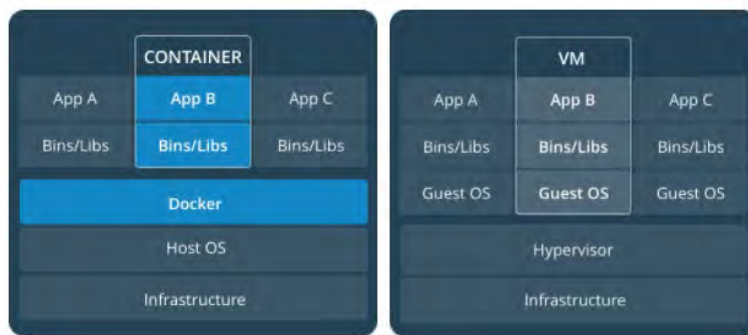 CONTAINER
App A App B App C
Bins/Libs Bins/Libs Bins/Libs
Docker
Host OS
Infrastructure
VM
App A App B App C
Bins/Libs Bins/Libs Bins/Libs
Guest OS Guest OS Guest OS
Hypervisor
Infrastructure